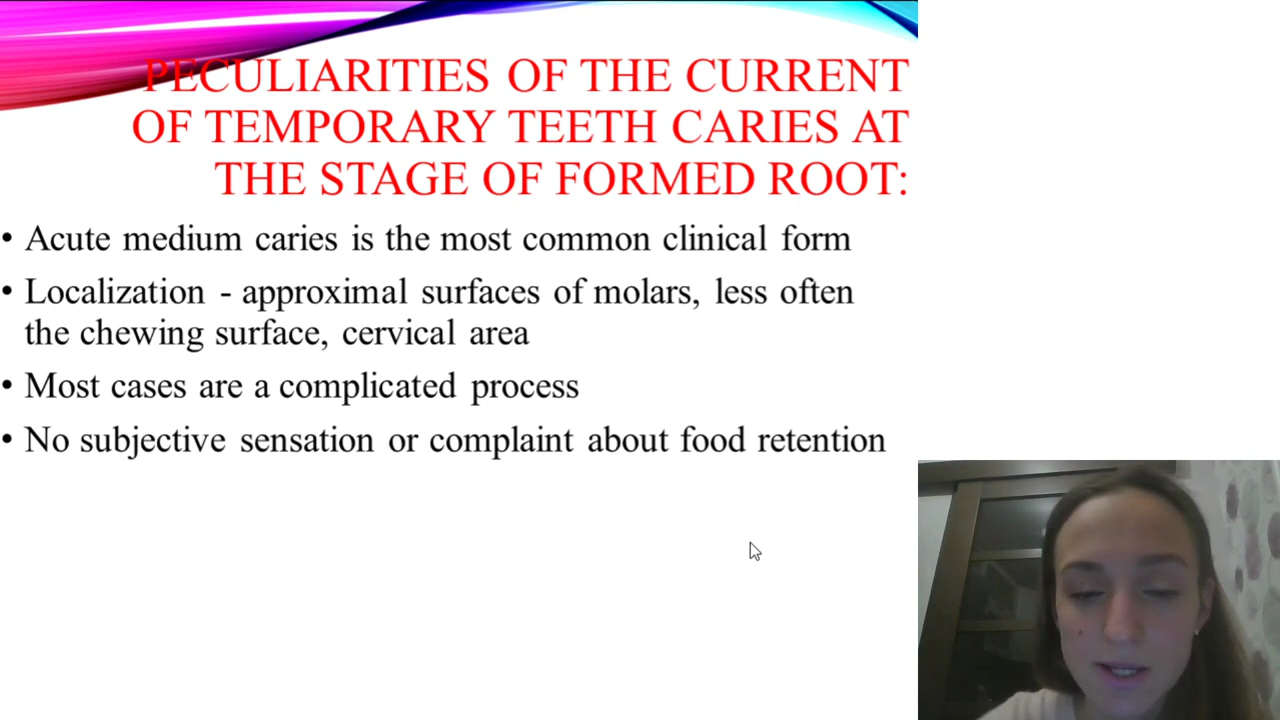 PECULIARITIES OF THE CURRENT
OF TEMPORARY TEETH CARIES AT
THE STAGE OF FORMED ROOT:
• Acute medium caries is the most common clinical form
• Localization - approximal surfaces of molars, less often
the chewing surface, cervical area
• Most cases are a complicated process
• No subjective sensation or complaint about food retention